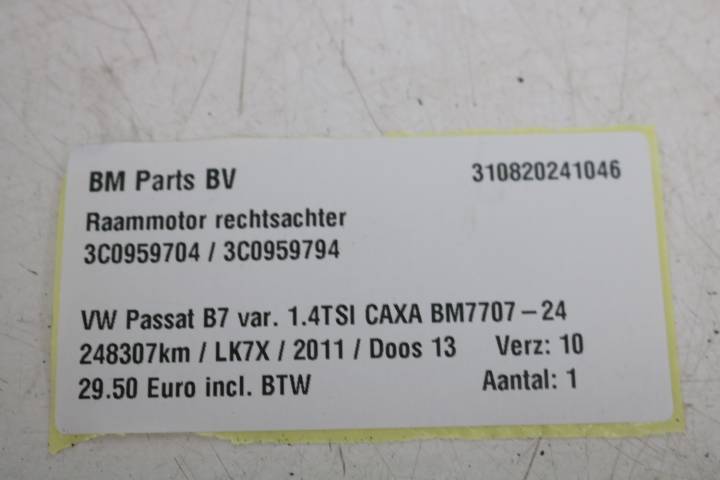 BM Parts BV 310820241046
Raammotor rechtsachter
3C0959704 / 3C0959794
VW Passat B7 var. 1.4TSI CAXA BM7707-24
248307km / LK7X / 2011 / Doos 13 Verz: 10
29.50 Euro incl. BTW Aantal: 1